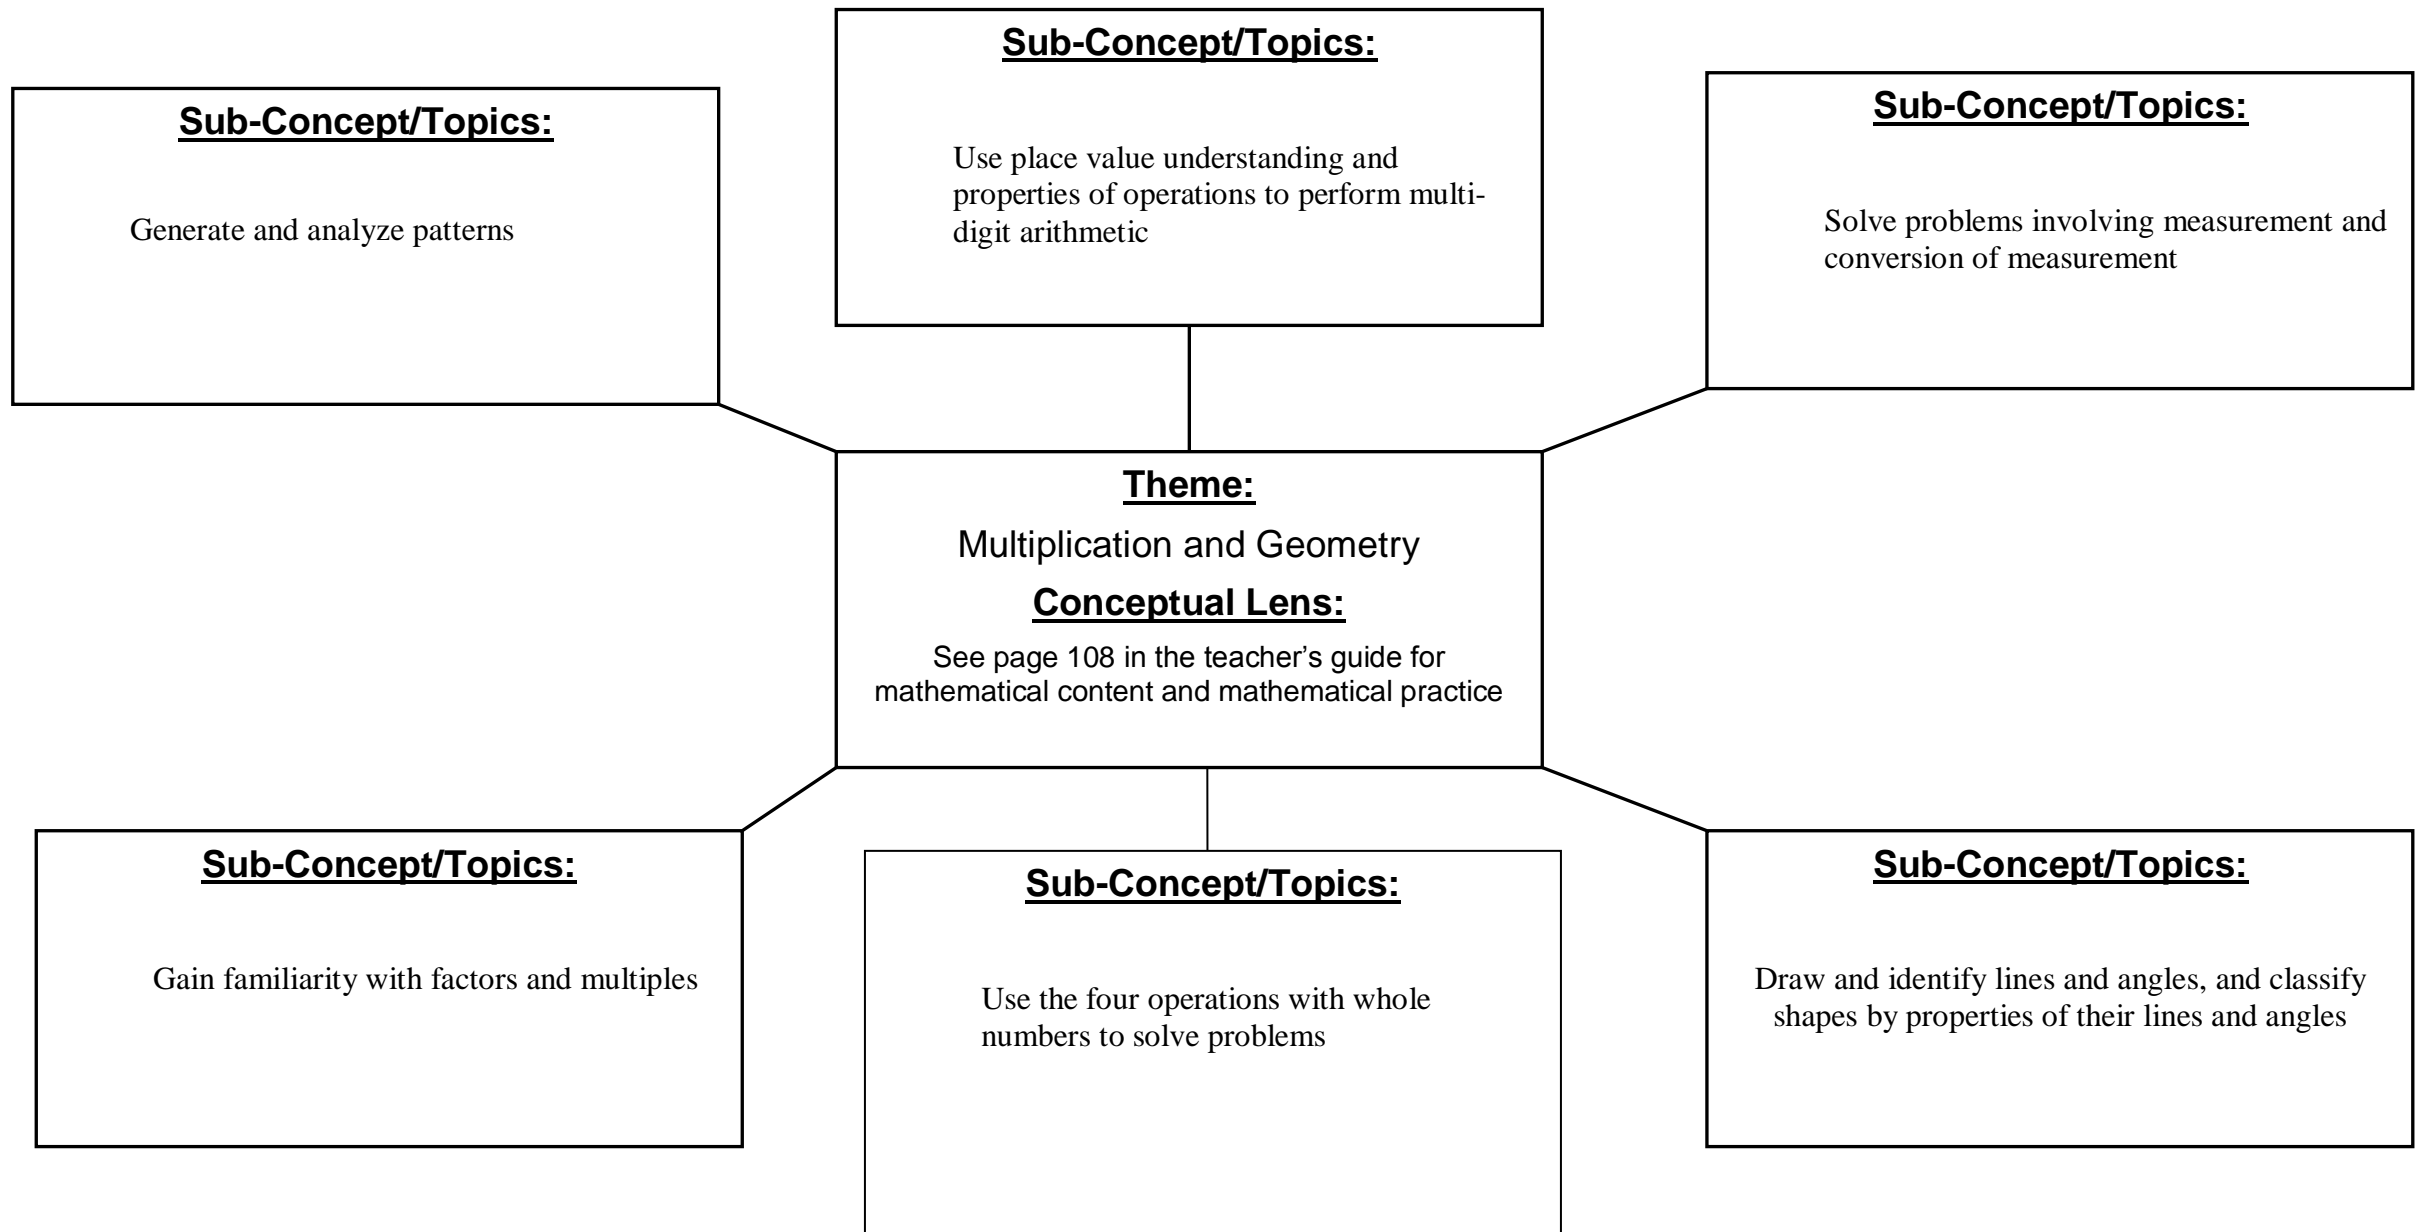 Sub-Concept/Topics:
Generate and analyze patterns
Sub-Concept/Topics:
Use place value understanding and
properties of operations to perform multi-
digit arithmetic
Sub-Concept/Topics:
Solve problems involving measurement and
conversion of measurement
Theme:
Multiplication and Geometry
Conceptual Lens:
See page 108 in the teacher’s guide for
mathematical content and mathematical practice
Sub-Concept/Topics:
Gain familiarity with factors and multiples
Sub-Concept/Topics:
Use the four operations with whole
numbers to solve problems
Sub-Concept/Topics:
Draw and identify lines and angles, and classify
shapes by properties of their lines and angles